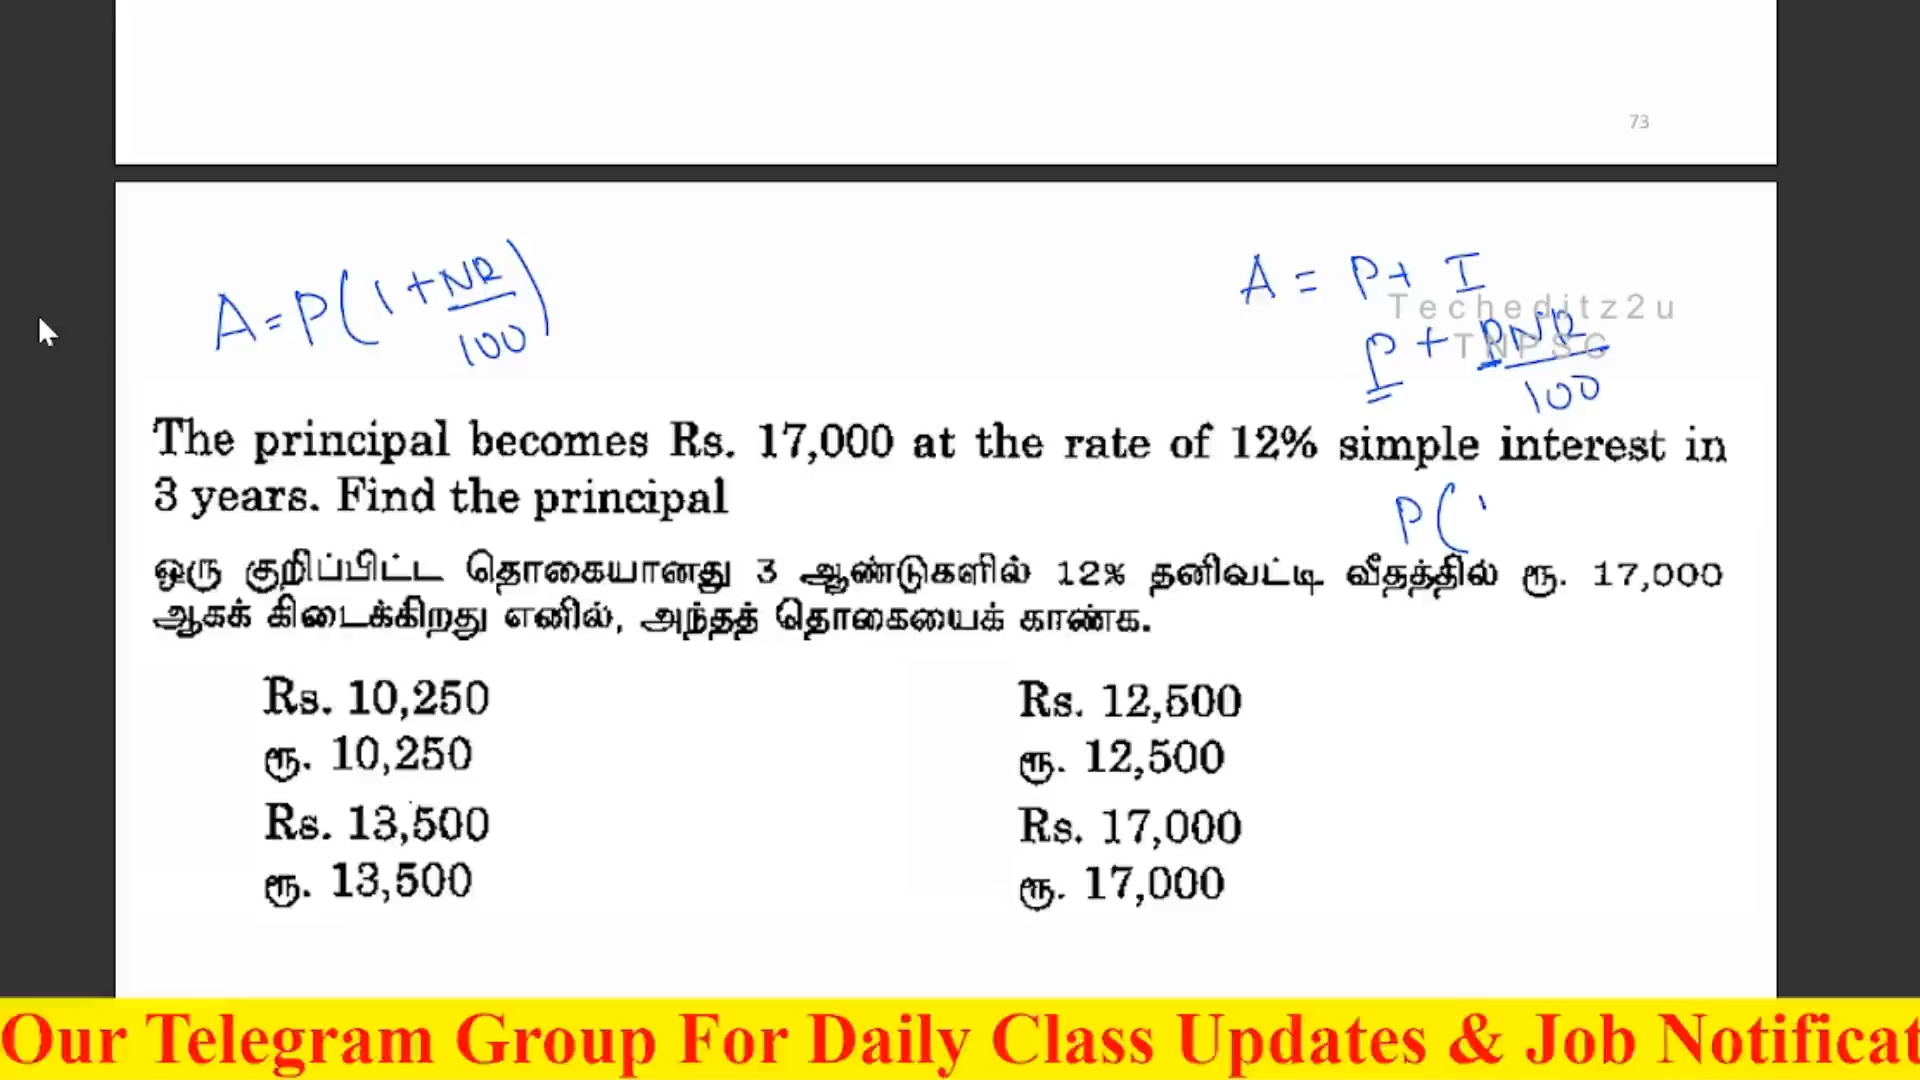 73
A = P(1 + NR/100)
A = P + I
Techeditz2u
TNPSC
P + PNR/100
The principal becomes Rs. 17,000 at the rate of 12% simple interest in
3 years. Find the principal
P(1
ஒரு குறிப்பிட்ட தொகையானது 3 ஆண்டுகளில் 12% தனிவட்டி வீதத்தில் ரூ. 17,000
ஆகக் கிடைக்கிறது எனில், அந்தத் தொகையைக் காண்க.
Rs. 10,250
ரூ. 10,250
Rs. 12,500
ரூ. 12,500
Rs. 13,500
ரூ. 13,500
Rs. 17,000
ரூ. 17,000
Our Telegram Group For Daily Class Updates & Job Notificat